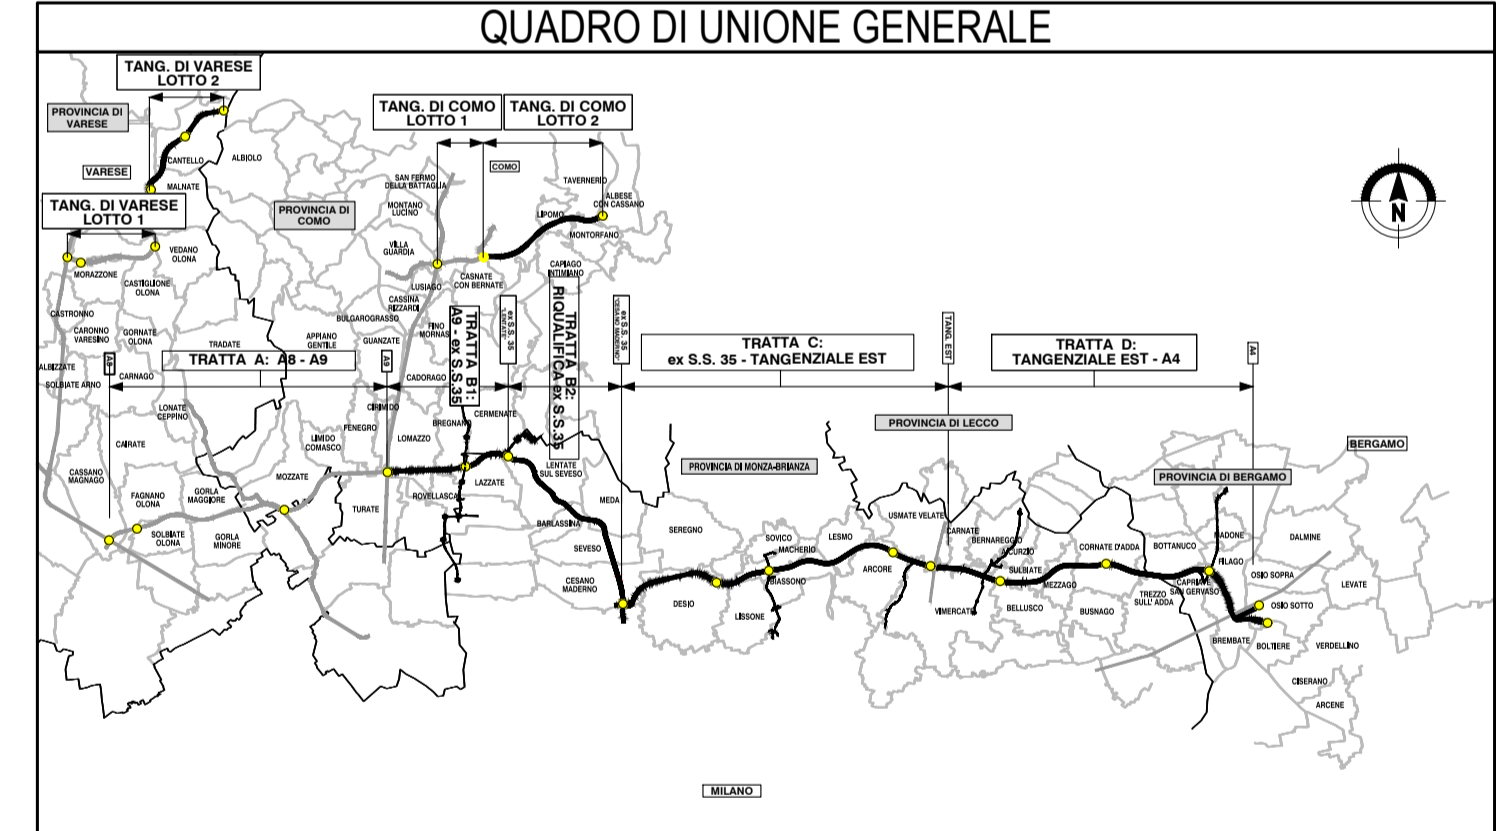 QUADRO DI UNIONE GENERALE
TANG. DI VARESE
LOTTO 2
PROVINCIA DI
VARESE
VARESE
CANTELLO
ALBIOLO
MALNATE
TANG. DI VARESE
LOTTO 1
VEDANO
OLONA
MORAZZONE
CASTIGLIONE
OLONA
PROVINCIA DI
COMO
TANG. DI COMO
LOTTO 1
TANG. DI COMO
LOTTO 2
COMO
SAN FERMO
DELLA BATTAGLIA
TAVERNERIO
ALBESE
CON CASSANO
MONTANO
LUCINO
LIPOMO
MONTORFANO
VILLA
GUARDIA
CAPIAGO
INTIMIANO
CASNATE
CON BERNATE
LUSIAGO
CASSINA
RIZZARDI
BULGAROGRASSO
FINO
MORNAS
CASTRONNO
CARONNO
VARESINO
GORNATE
OLONA
TRADATE
APPIANO
GENTILE
GUANZATE
ALBIZZATE
SOLBIATE ARNO
CARNAGO
A8
TRATTA A: A8 - A9
A9
CADORAGO
TRATTA B1:
A9 - ex S.S.35
ex S.S. 35
"LENTATE"
TRATTA B2:
RIQUALIFICA ex S.S.35
ex S.S. 35
"CESANO MADERNO"
TRATTA C:
ex S.S. 35 - TANGENZIALE EST
TANG. EST
TRATTA D:
TANGENZIALE EST - A4
A4
N
LONATE
CEPPINO
CIRIMIDO
FENEGRO
LOMAZZO
BREGNANO
CERMENATE
CAIRATE
LIMIDO
COMASCO
MOZZATE
CASSANO
MAGNAGO
FAGNANO
OLONA
GORLA
MAGGIORE
SOLBIATE
OLONA
GORLA
MINORE
TURATE
ROVELLASCA
LAZZATE
LENTATE
SUL SEVESO
MEDA
BARLASSINA
SEVESO
CESANO
MADERNO
PROVINCIA DI MONZA-BRIANZA
PROVINCIA DI LECCO
BERGAMO
PROVINCIA DI BERGAMO
SEREGNO
SOVICO
MACHERIO
BIASSONO
LESMO
DESIO
LISSONE
ARCORE
USMATE VELATE
CARNATE
BERNAREGGIO
AICURZIO
SULBIATE
MEZZAGO
VIMERCATE
BELLUSCO
CORNATE D'ADDA
BUSNAGO
BOTTANUCO
TREZZO
SULL' ADDA
CAPRIATE
SAN GERVASO
MADONE
FILAGO
DALMINE
OSIO SOPRA
OSIO SOTTO
LEVATE
BREMBATE
BOLTIERE
VERDELLINO
CISERANO
ARCENE
MILANO